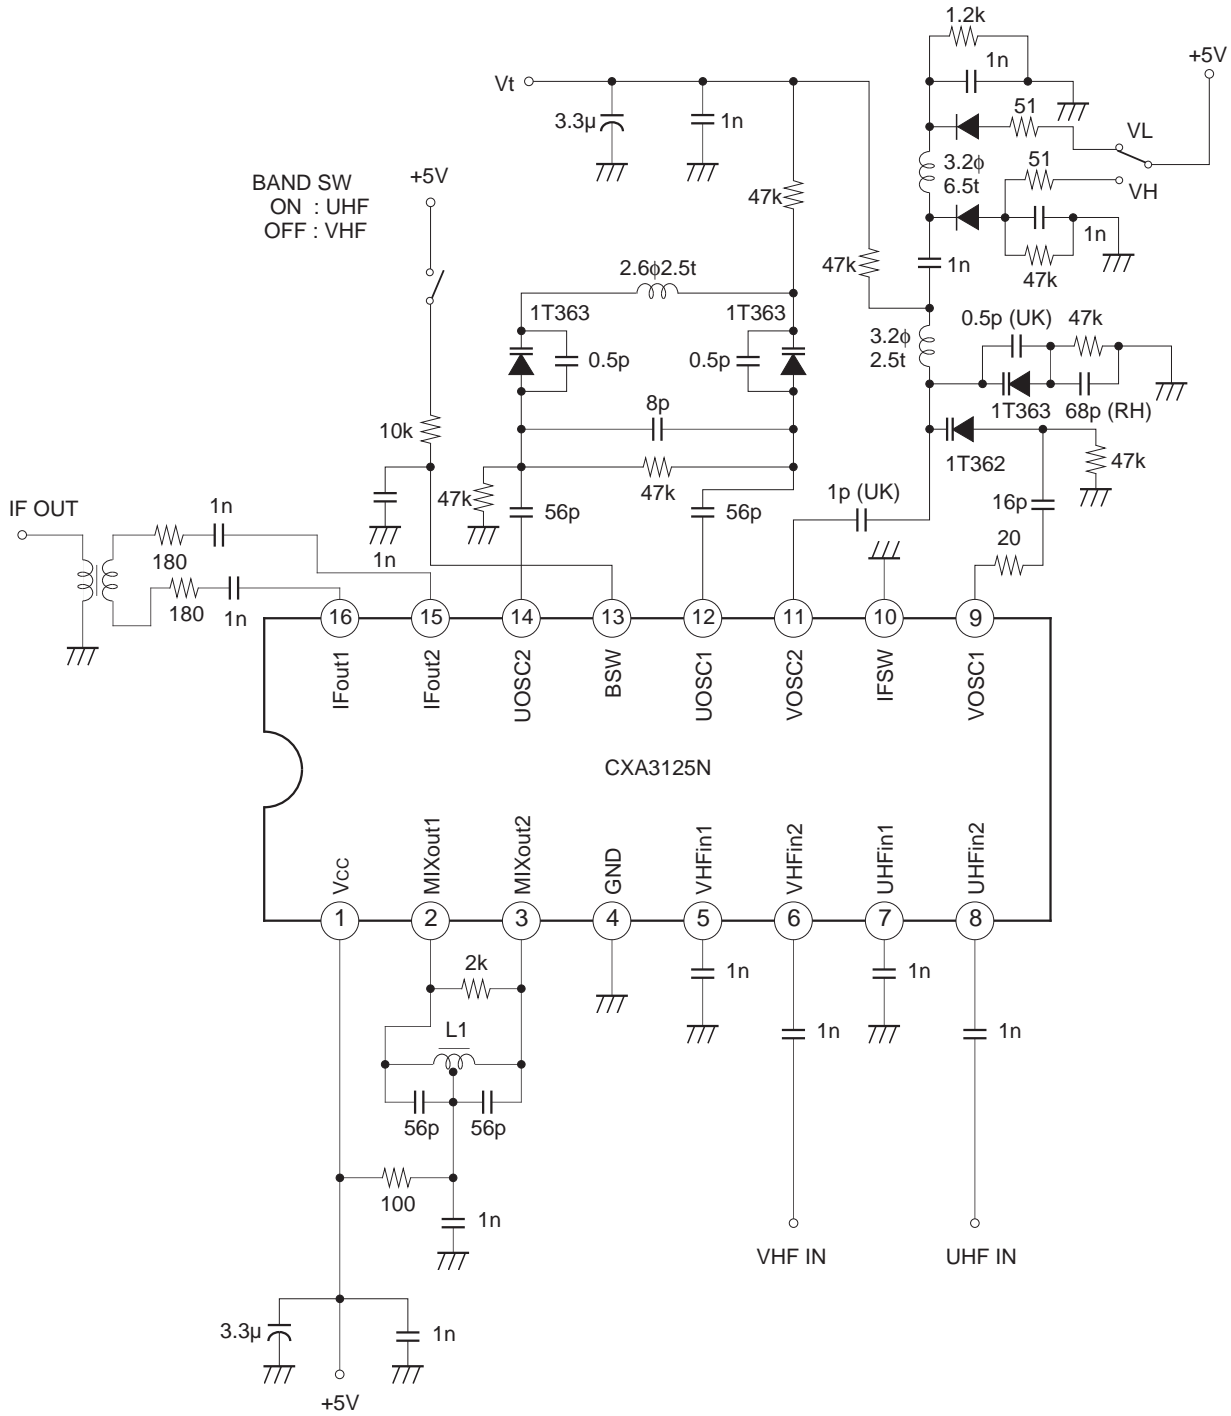 1.2k
1n
+5V
Vt
3.3µ
1n
51
VL
3.2ϕ
6.5t
51
VH
BAND SW
ON : UHF
OFF : VHF
+5V
47k
1n
47k
47k
1n
2.6ϕ2.5t
1T363
1T363
0.5p
0.5p
3.2ϕ
2.5t
0.5p (UK)
47k
1T363
68p (RH)
8p
10k
1T362
47k
47k
47k
1p (UK)
16p
IF OUT
1n
56p
56p
20
180
1n
180
1n
16
15
14
13
12
11
10
9
IFout1
IFout2
UOSC2
BSW
UOSC1
VOSC2
IFSW
VOSC1
CXA3125N
Vcc
MIXout1
MIXout2
GND
VHFin1
VHFin2
UHFin1
UHFin2
1
2
3
4
5
6
7
8
2k
1n
1n
L1
1n
1n
56p
56p
100
1n
VHF IN
UHF IN
3.3µ
1n
+5V